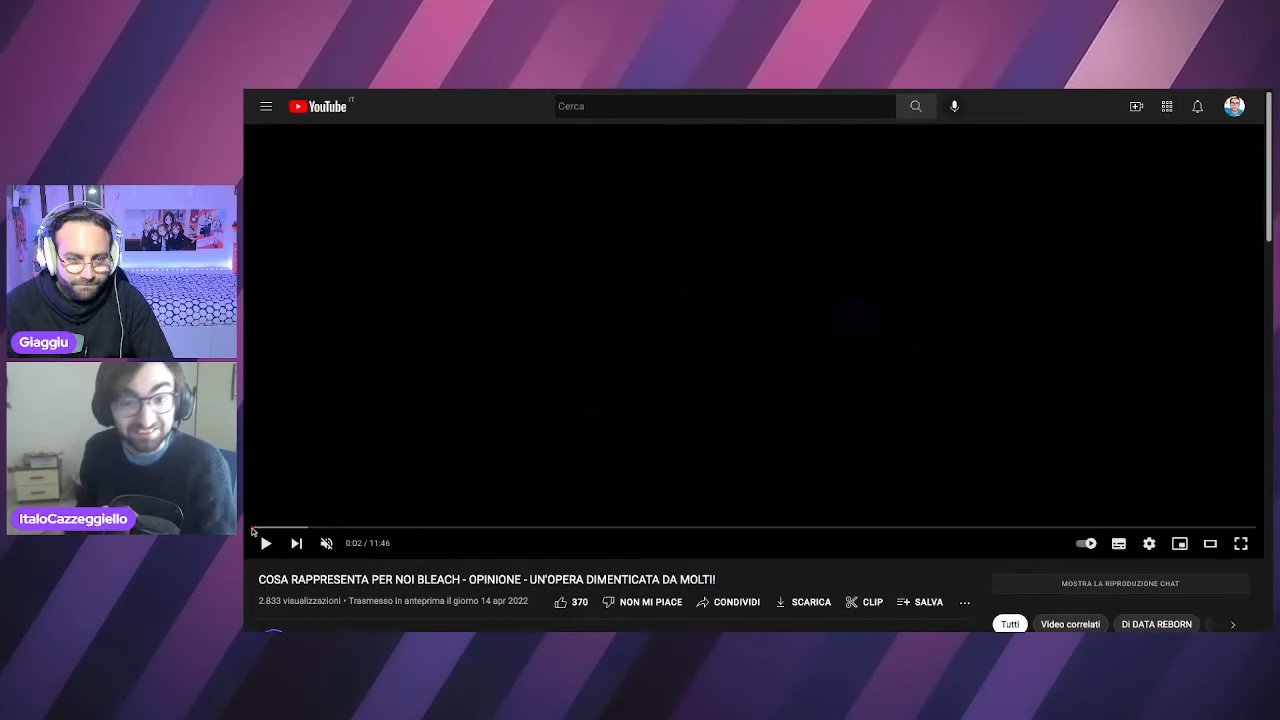 YouTube IT
Cerca
Giaggiu
ItaloCazzeggiello
0:02 / 11:46
COSA RAPPRESENTA PER NOI BLEACH - OPINIONE - UN'OPERA DIMENTICATA DA MOLTI!
2.833 visualizzazioni • Trasmesso in anteprima il giorno 14 apr 2022
370 NON MI PIACE CONDIVIDI SCARICA CLIP SALVA
MOSTRA LA RIPRODUZIONE CHAT
Tutti Video correlati Di DATA REBORN